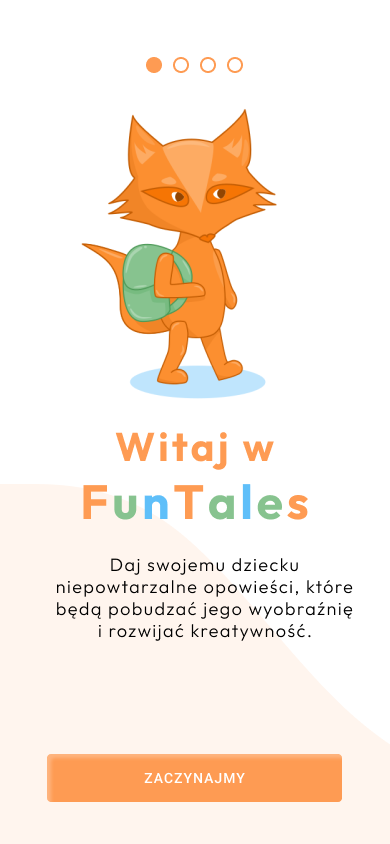 Witaj w
FunTales
Daj swojemu dziecku
niepowtarzalne opowieści, które
będą pobudzać jego wyobraźnię
i rozwijać kreatywność.
ZACZYNAJMY